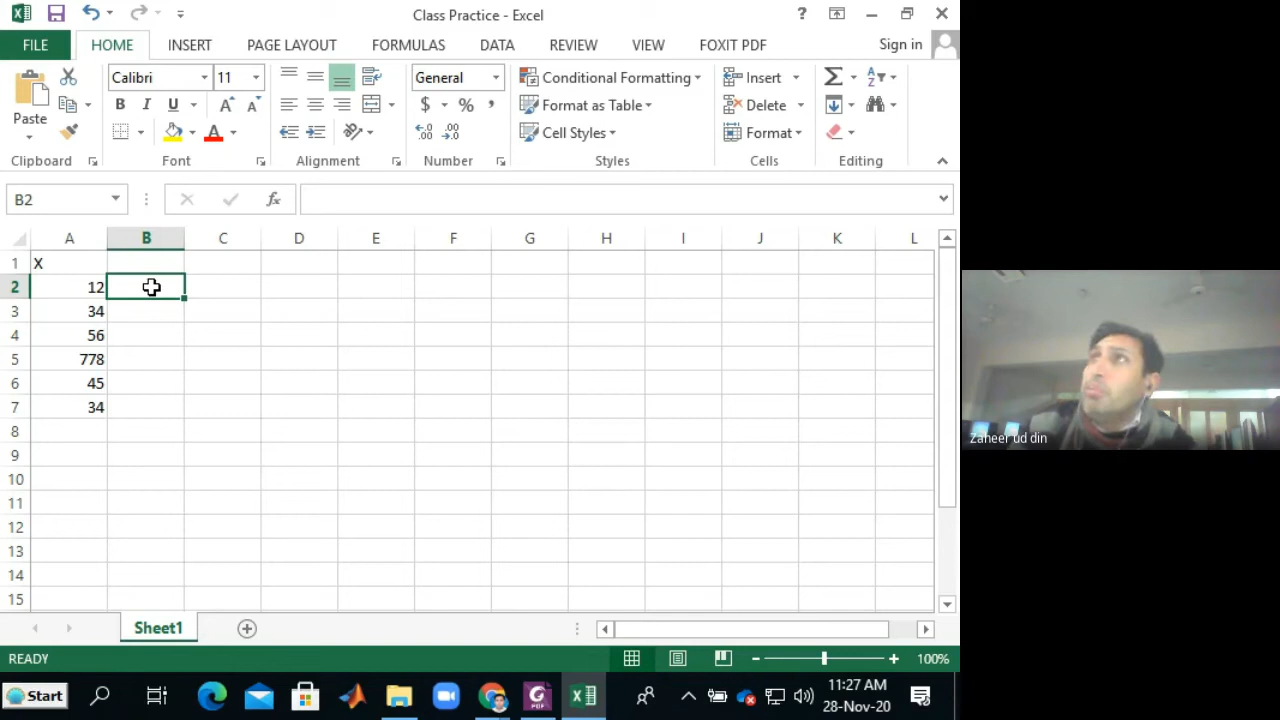 Class Practice - Excel
?
FILE HOME INSERT PAGE LAYOUT FORMULAS DATA REVIEW VIEW FOXIT PDF Sign in
Paste
Calibri 11
B I U A A
A
General
$ % ,
Conditional Formatting
Format as Table
Cell Styles
Insert
Delete
Format
Clipboard Font Alignment Number Styles Cells Editing
B2 fx
A B C D E F G H I J K L
1 X
2 12
3 34
4 56
5 778
6 45
7 34
8
9
10
11
12
13
14
15
Sheet1
READY 100%
Start
11:27 AM
28-Nov-20
Zaheer ud din